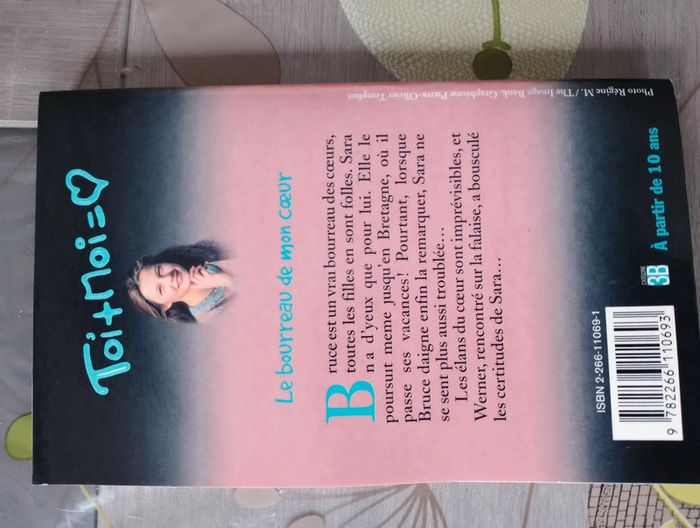 Toi+Moi=♡
Le bourreau de mon cœur
Bruce est un vrai bourreau des cœurs,
toutes les filles en sont folles. Sara
n'a d'yeux que pour lui. Elle le
poursuit meme jusqu'en Bretagne, où il
passe ses vacances! Pourtant, lorsque
Bruce daigne enfin la remarquer, Sara ne
se sent plus aussi troublée…
Les élans du cœur sont imprévisibles, et
Werner, rencontré sur la falaise, a bousculé
les certitudes de Sara…
3B
À partir de 10 ans
ISBN 2-266-11069-1
9 782266 110693
Photo Régine M. / The Image Bank. Graphisme Pierre-Olivier Templier.